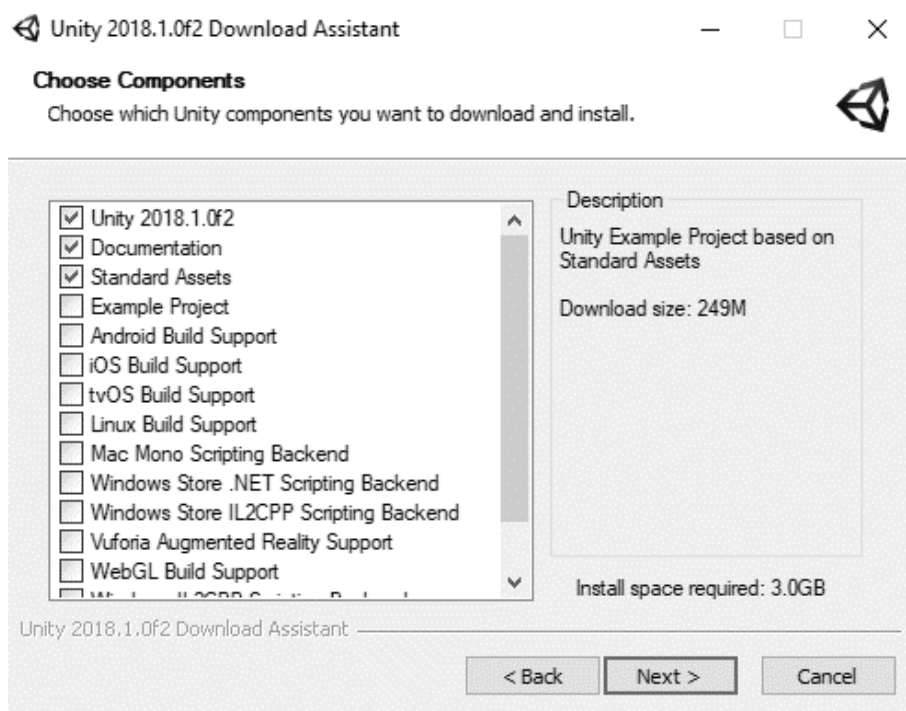 Unity 2018.1.0f2 Download Assistant
Choose Components
Choose which Unity components you want to download and install.
Unity 2018.1.0f2
Documentation
Standard Assets
Example Project
Android Build Support
iOS Build Support
tvOS Build Support
Linux Build Support
Mac Mono Scripting Backend
Windows Store .NET Scripting Backend
Windows Store IL2CPP Scripting Backend
Vuforia Augmented Reality Support
WebGL Build Support
Description
Unity Example Project based on
Standard Assets
Download size: 249M
Install space required: 3.0GB
Unity 2018.1.0f2 Download Assistant
< Back
Next >
Cancel